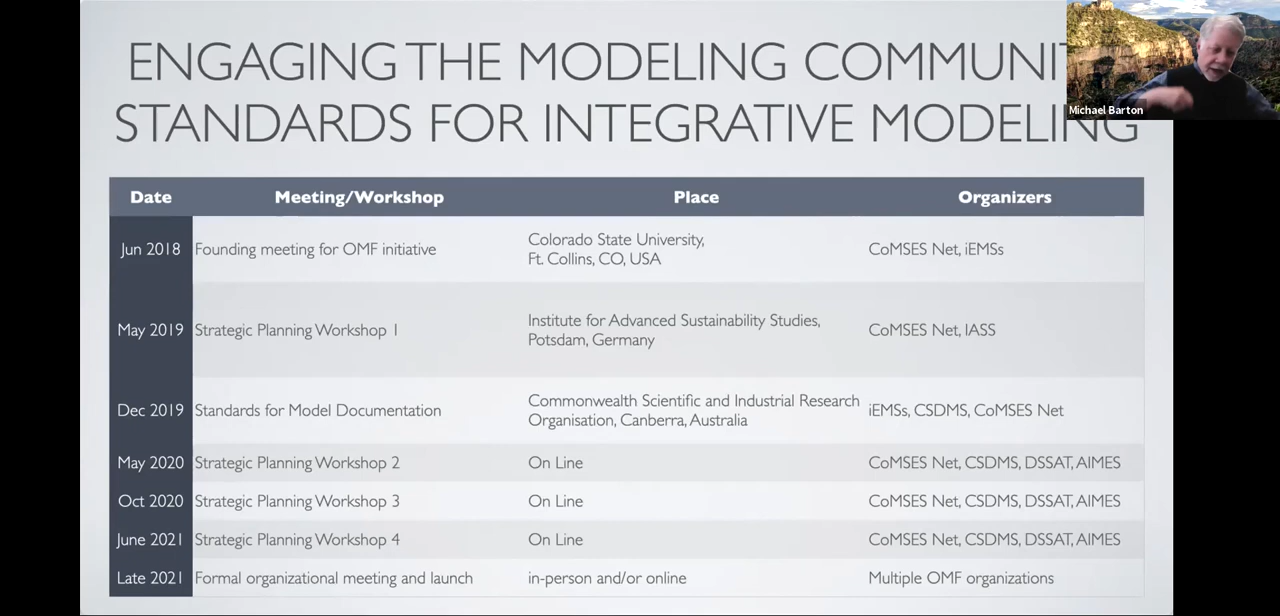 ENGAGING THE MODELING COMMUNI
STANDARDS FOR INTEGRATIVE MODELING
Michael Barton
Date Meeting/Workshop Place Organizers
Jun 2018 Founding meeting for OMF initiative Colorado State University, CoMSES Net, iEMSs
Ft. Collins, CO, USA
May 2019 Strategic Planning Workshop 1 Institute for Advanced Sustainability Studies, CoMSES Net, IASS
Potsdam, Germany
Dec 2019 Standards for Model Documentation Commonwealth Scientific and Industrial Research iEMSs, CSDMS, CoMSES Net
Organisation, Canberra, Australia
May 2020 Strategic Planning Workshop 2 On Line CoMSES Net, CSDMS, DSSAT, AIMES
Oct 2020 Strategic Planning Workshop 3 On Line CoMSES Net, CSDMS, DSSAT, AIMES
June 2021 Strategic Planning Workshop 4 On Line CoMSES Net, CSDMS, DSSAT, AIMES
Late 2021 Formal organizational meeting and launch in-person and/or online Multiple OMF organizations